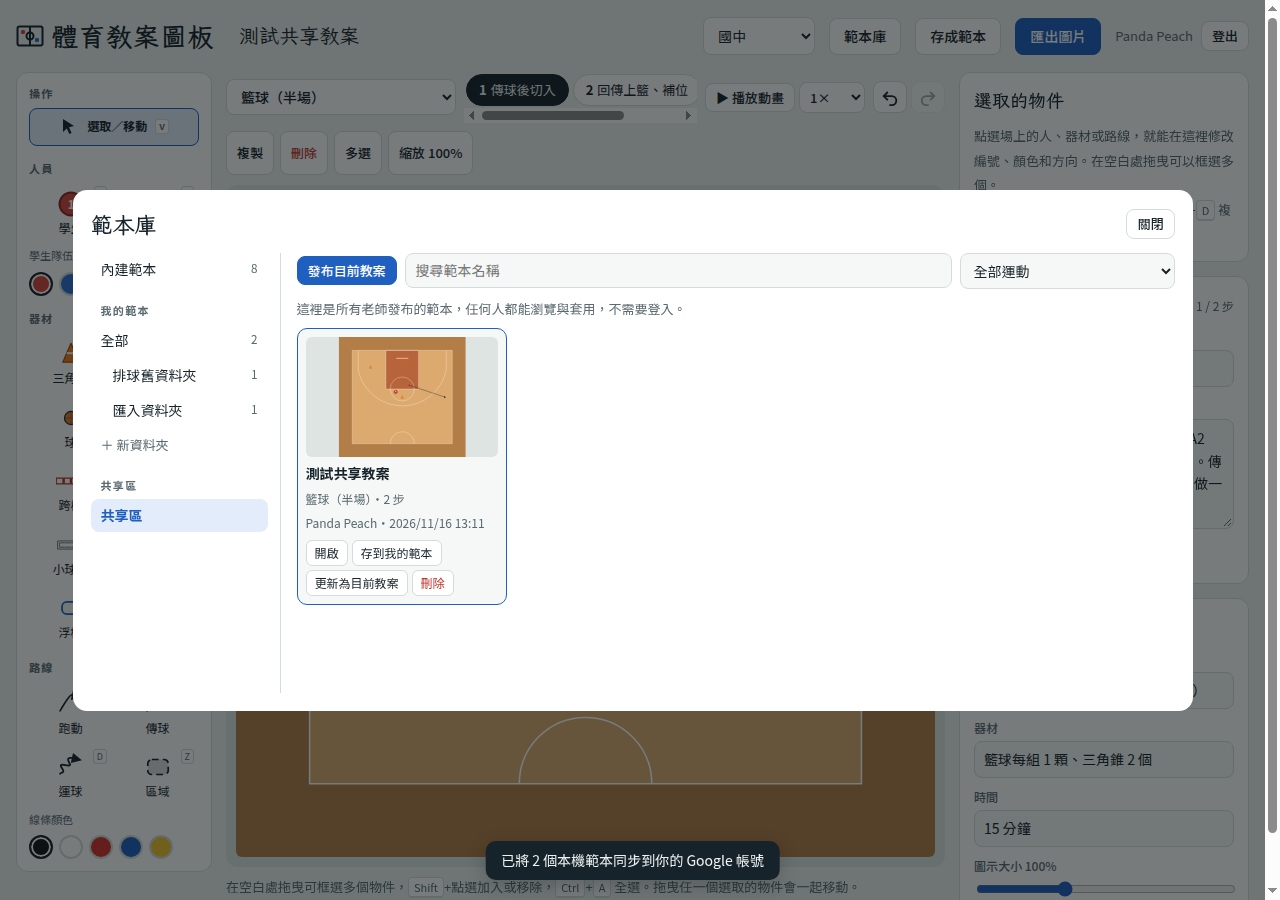 體育教案圖板
測試共享教案
國中
範本庫
存成範本
匯出圖片
Panda Peach
登出
操作
選取／移動 V
人員
學生隊伍
器材
路線
跑動
傳球
運球 D
區域 Z
線條顏色
籃球（半場）
1 傳球後切入
2 回傳上籃、補位
▶ 播放動畫
1×
複製
刪除
多選
縮放 100%
選取的物件
點選場上的人、器材或路線，就能在這裡修改
編號、顏色和方向。在空白處拖曳可以框選多
個。
D 複
1 / 2 步
A2
。傳
做一
範本庫
關閉
內建範本 8
我的範本
全部 2
排球舊資料夾 1
匯入資料夾 1
＋ 新資料夾
共享區
共享區
發布目前教案
搜尋範本名稱
全部運動
這裡是所有老師發布的範本，任何人都能瀏覽與套用，不需要登入。
測試共享教案
籃球（半場）・2 步
Panda Peach・2026/11/16 13:11
開啟
存到我的範本
更新為目前教案
刪除
器材
籃球每組 1 顆、三角錐 2 個
時間
15 分鐘
圖示大小 100%
已將 2 個本機範本同步到你的 Google 帳號
在空白處拖曳可框選多個物件，Shift+點選加入或移除，Ctrl+A 全選。拖曳任一個選取的物件會一起移動。